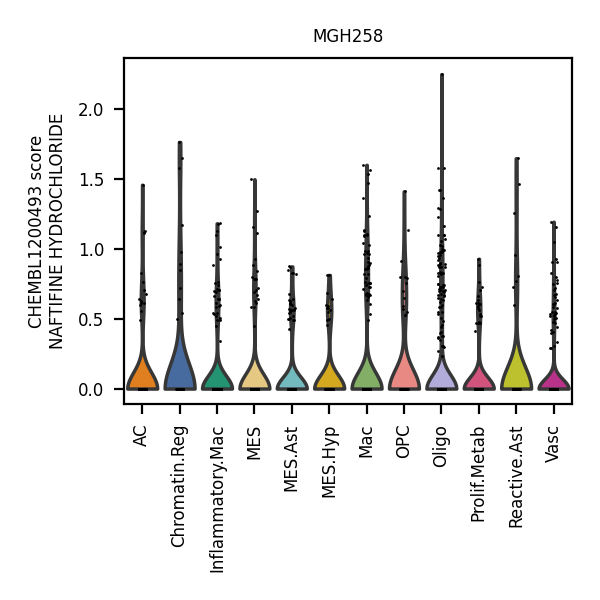 MGH258
CHEMBL1200493 score
NAFTIFINE HYDROCHLORIDE
2.0
1.5
1.0
0.5
0.0
AC
Chromatin.Reg
Inflammatory.Mac
MES
MES.Ast
MES.Hyp
Mac
OPC
Oligo
Prolif.Metab
Reactive.Ast
Vasc